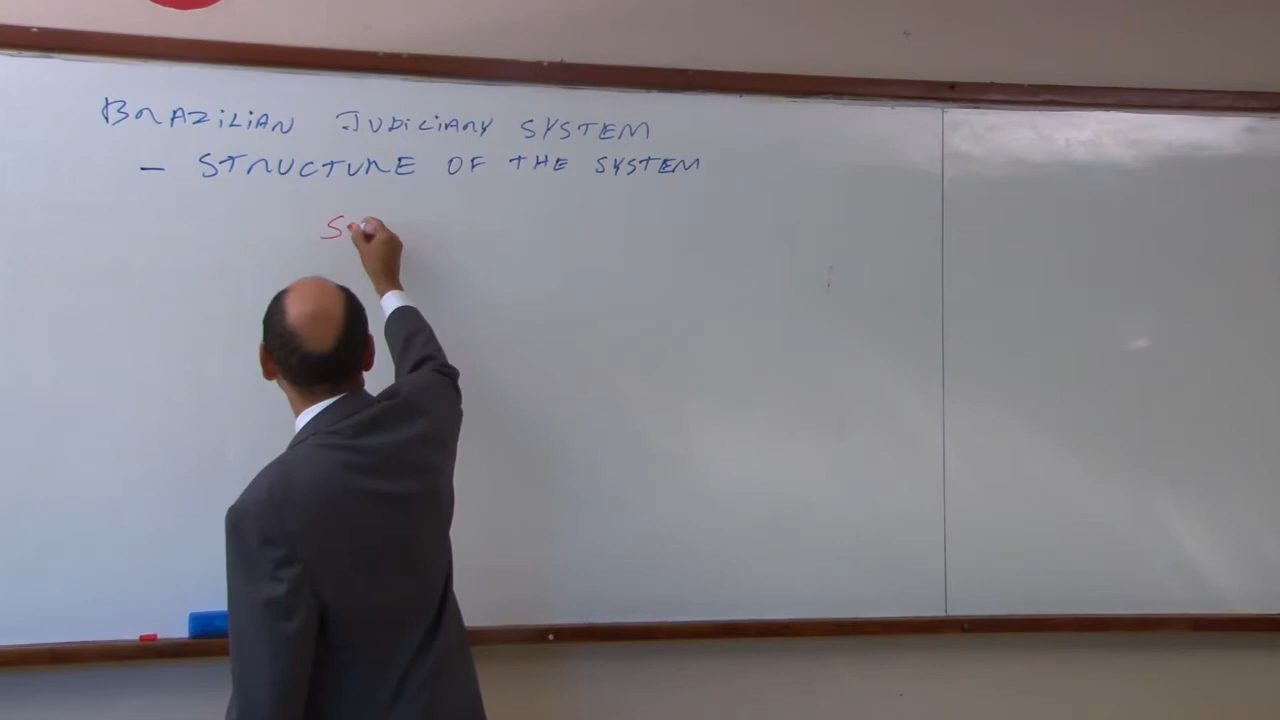 BRAZILIAN JUDICIARY SYSTEM
— STRUCTURE OF THE SYSTEM
S